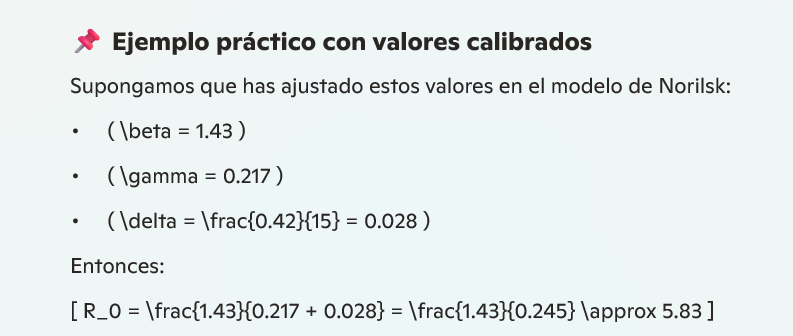 📌 Ejemplo práctico con valores calibrados
Supongamos que has ajustado estos valores en el modelo de Norilsk:
• ( \beta = 1.43 )
• ( \gamma = 0.217 )
• ( \delta = \frac{0.42}{15} = 0.028 )
Entonces:
[ R_0 = \frac{1.43}{0.217 + 0.028} = \frac{1.43}{0.245} \approx 5.83 ]